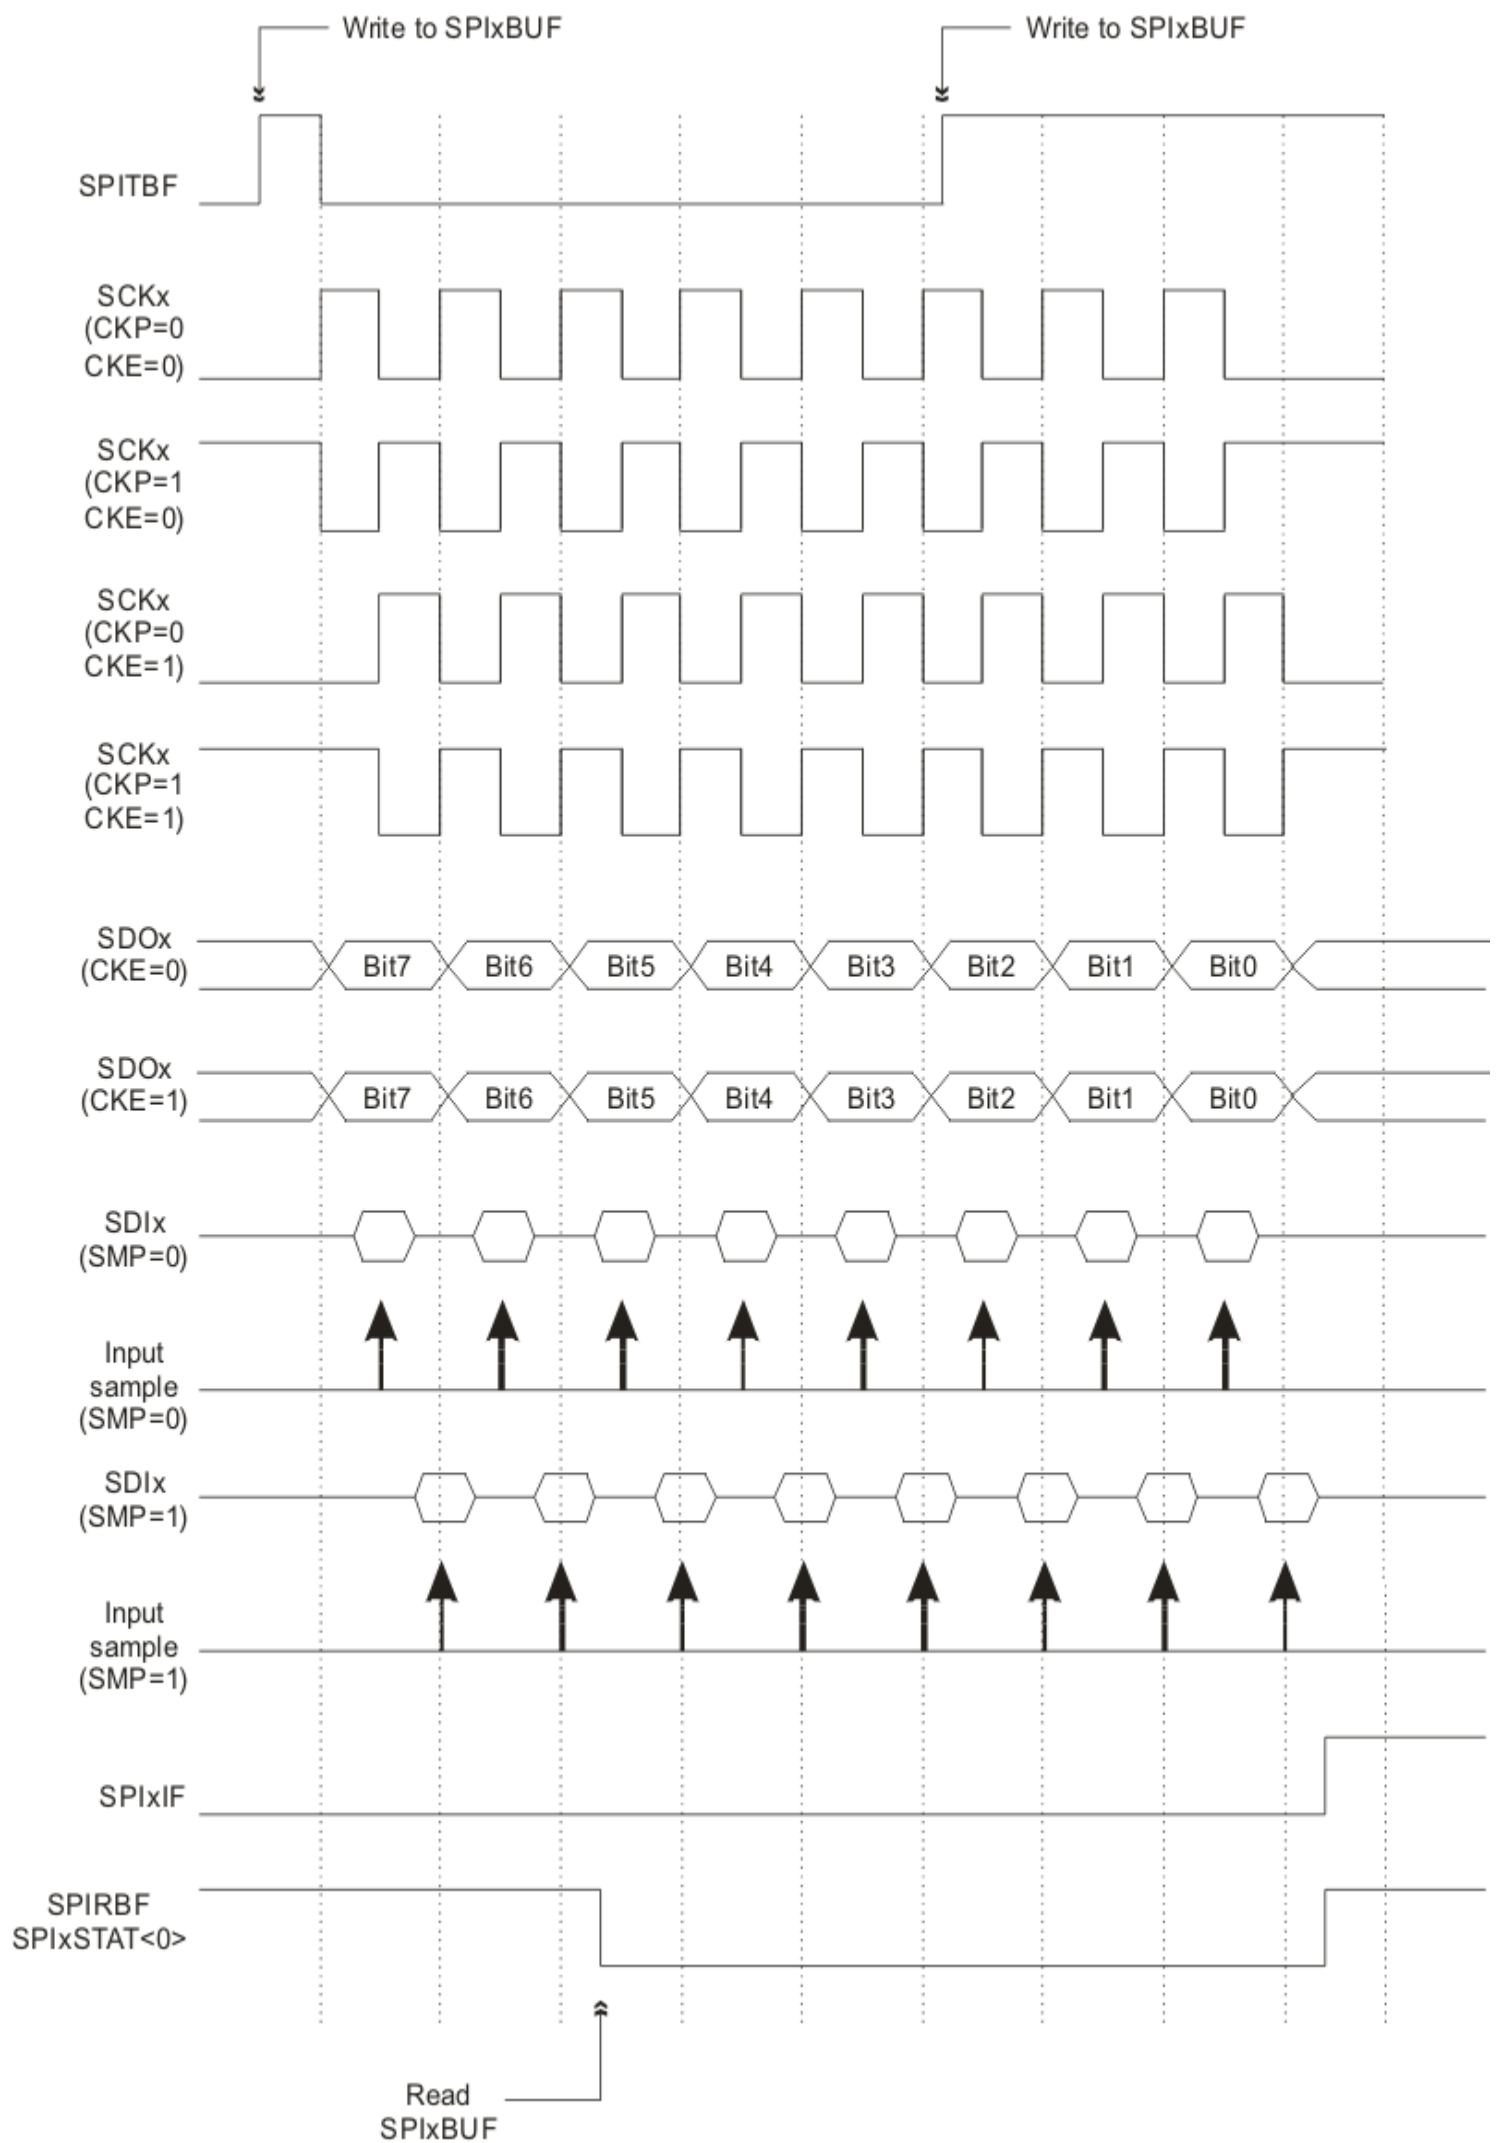 Write to SPIxBUF
Write to SPIxBUF
SPITBF
SCKx
(CKP=0
CKE=0)
SCKx
(CKP=1
CKE=0)
SCKx
(CKP=0
CKE=1)
SCKx
(CKP=1
CKE=1)
SDOx
(CKE=0)
Bit7 Bit6 Bit5 Bit4 Bit3 Bit2 Bit1 Bit0
SDOx
(CKE=1)
Bit7 Bit6 Bit5 Bit4 Bit3 Bit2 Bit1 Bit0
SDIx
(SMP=0)
Input
sample
(SMP=0)
SDIx
(SMP=1)
Input
sample
(SMP=1)
SPIxIF
SPIRBF
SPIxSTAT<0>
Read
SPIxBUF